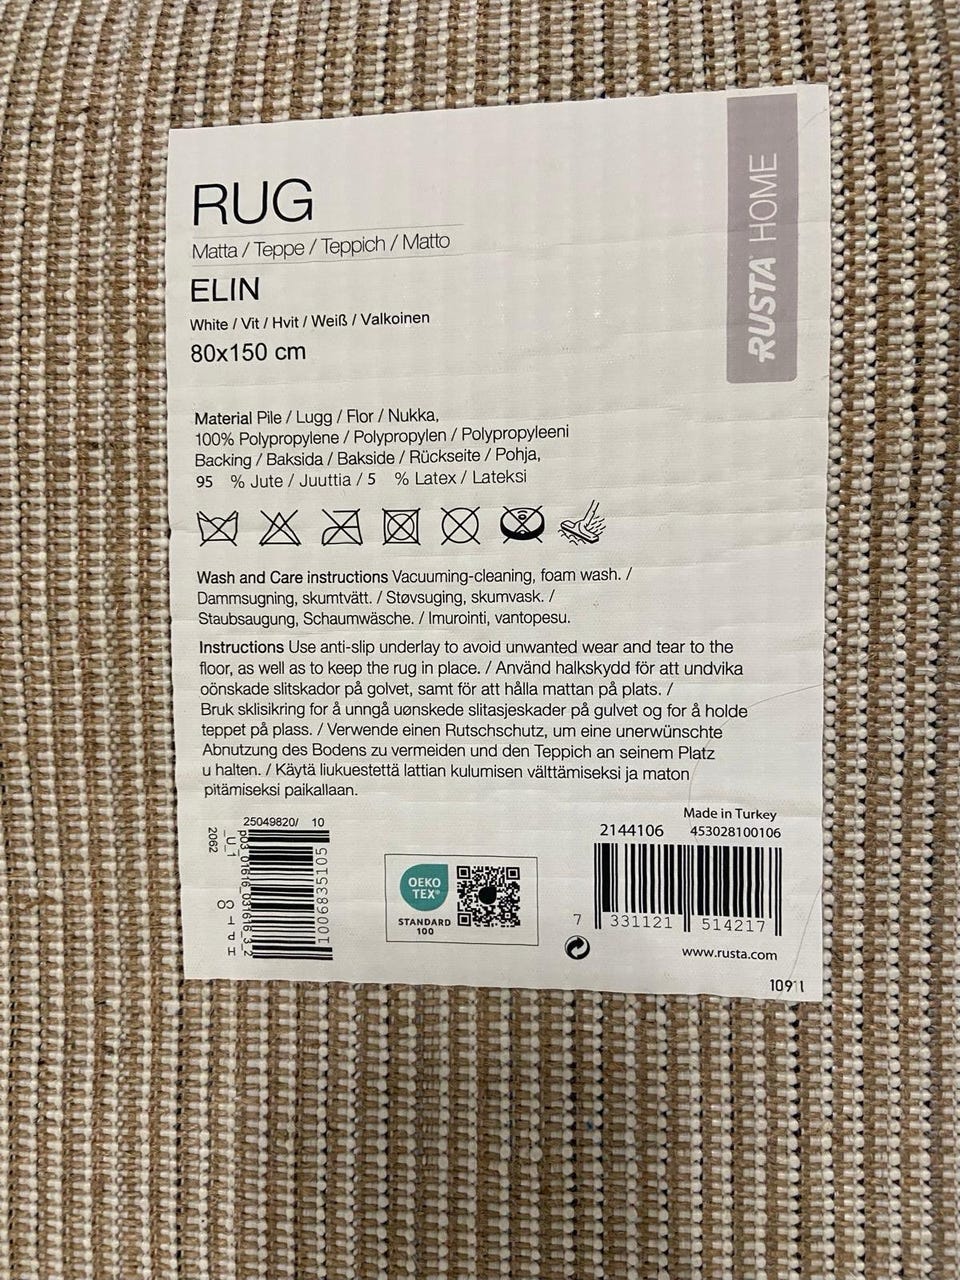 RUSTA HOME
RUG
Matta / Teppe / Teppich / Matto
ELIN
White / Vit / Hvit / Weiß / Valkoinen
80x150 cm
Material Pile / Lugg / Flor / Nukka,
100% Polypropylene / Polypropylen / Polypropyleeni
Backing / Baksida / Bakside / Rückseite / Pohja,
95 % Jute / Juuttia / 5 % Latex / Lateksi
Wash and Care instructions Vacuuming-cleaning, foam wash. /
Dammsugning, skumtvätt. / Støvsuging, skumvask. /
Staubsaugung, Schaumwäsche. / Imurointi, vantopesu.
Instructions Use anti-slip underlay to avoid unwanted wear and tear to the
floor, as well as to keep the rug in place. / Använd halkskydd för att undvika
oönskade slitskador på golvet, samt för att hålla mattan på plats. /
Bruk sklisikring for å unngå uønskede slitasjeskader på gulvet og for å holde
teppet på plass. / Verwende einen Rutschschutz, um eine unerwünschte
Abnutzung des Bodens zu vermeiden und den Teppich an seinem Platz
u halten. / Käytä liukuestettä lattian kulumisen välttämiseksi ja maton
pitämiseksi paikallaan.
25049820/ 10
2062
1006835105
OEKO
TEX®
STANDARD
100
Made in Turkey
2144106 453028100106
7 331121 514217
www.rusta.com